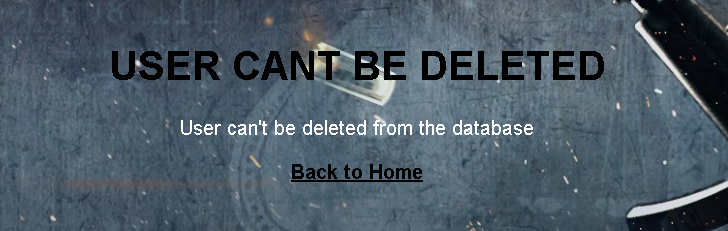 USER CANT BE DELETED
User can't be deleted from the database
Back to Home